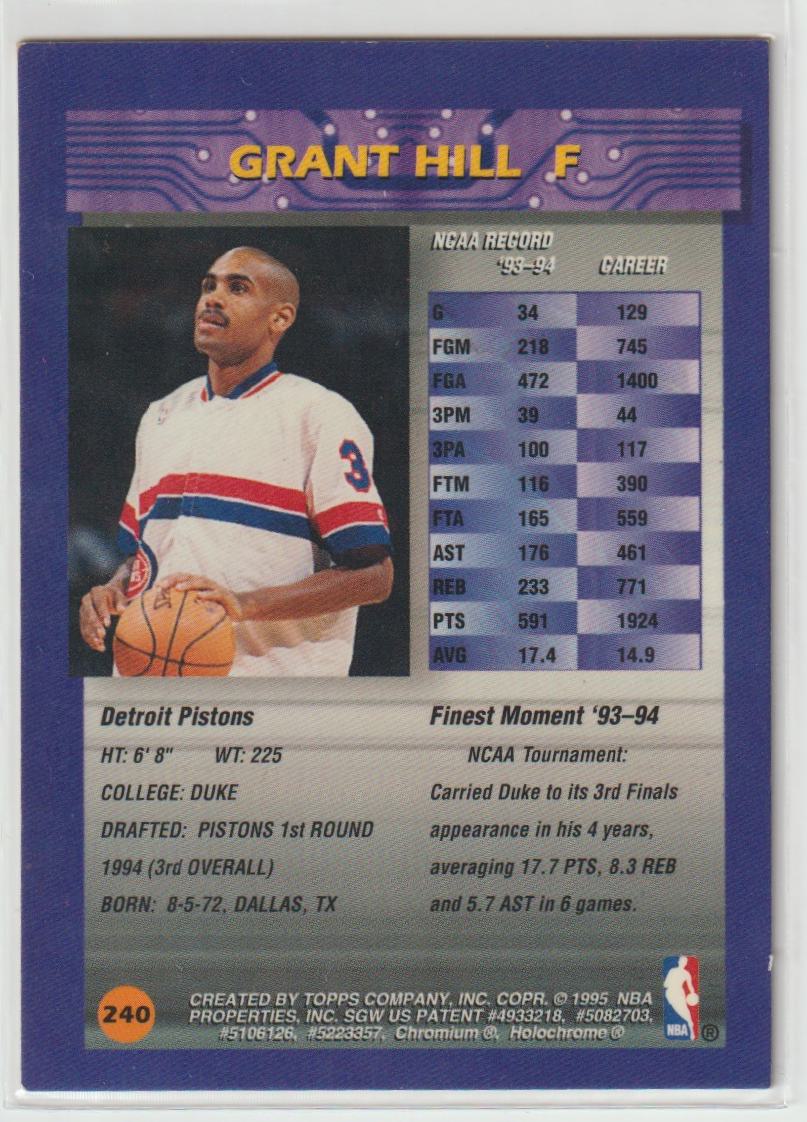 GRANT HILL F
NCAA RECORD
'93–94 CAREER
G 34 129
FGM 218 745
FGA 472 1400
3PM 39 44
3PA 100 117
FTM 116 390
FTA 165 559
AST 176 461
REB 233 771
PTS 591 1924
AVG 17.4 14.9
3
Detroit Pistons
HT: 6' 8" WT: 225
COLLEGE: DUKE
DRAFTED: PISTONS 1st ROUND
1994 (3rd OVERALL)
BORN: 8-5-72, DALLAS, TX
Finest Moment ‘93–94
NCAA Tournament:
Carried Duke to its 3rd Finals
appearance in his 4 years,
averaging 17.7 PTS, 8.3 REB
and 5.7 AST in 6 games.
240
CREATED BY TOPPS COMPANY, INC. COPR. © 1995 NBA
PROPERTIES, INC. SGW US PATENT #4933218, #5082703,
#5106126, #5223357, Chromium ®, Holochrome ®
NBA ®